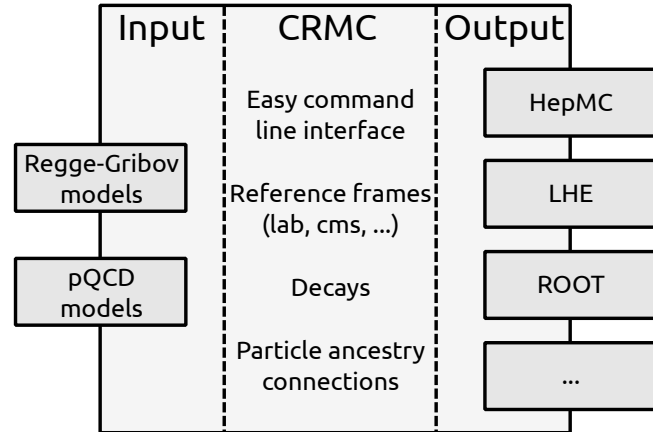 Input
CRMC
Output
Regge-Gribov
models
pQCD
models
Easy command
line interface
Reference frames
(lab, cms, ...)
Decays
Particle ancestry
connections
HepMC
LHE
ROOT
...